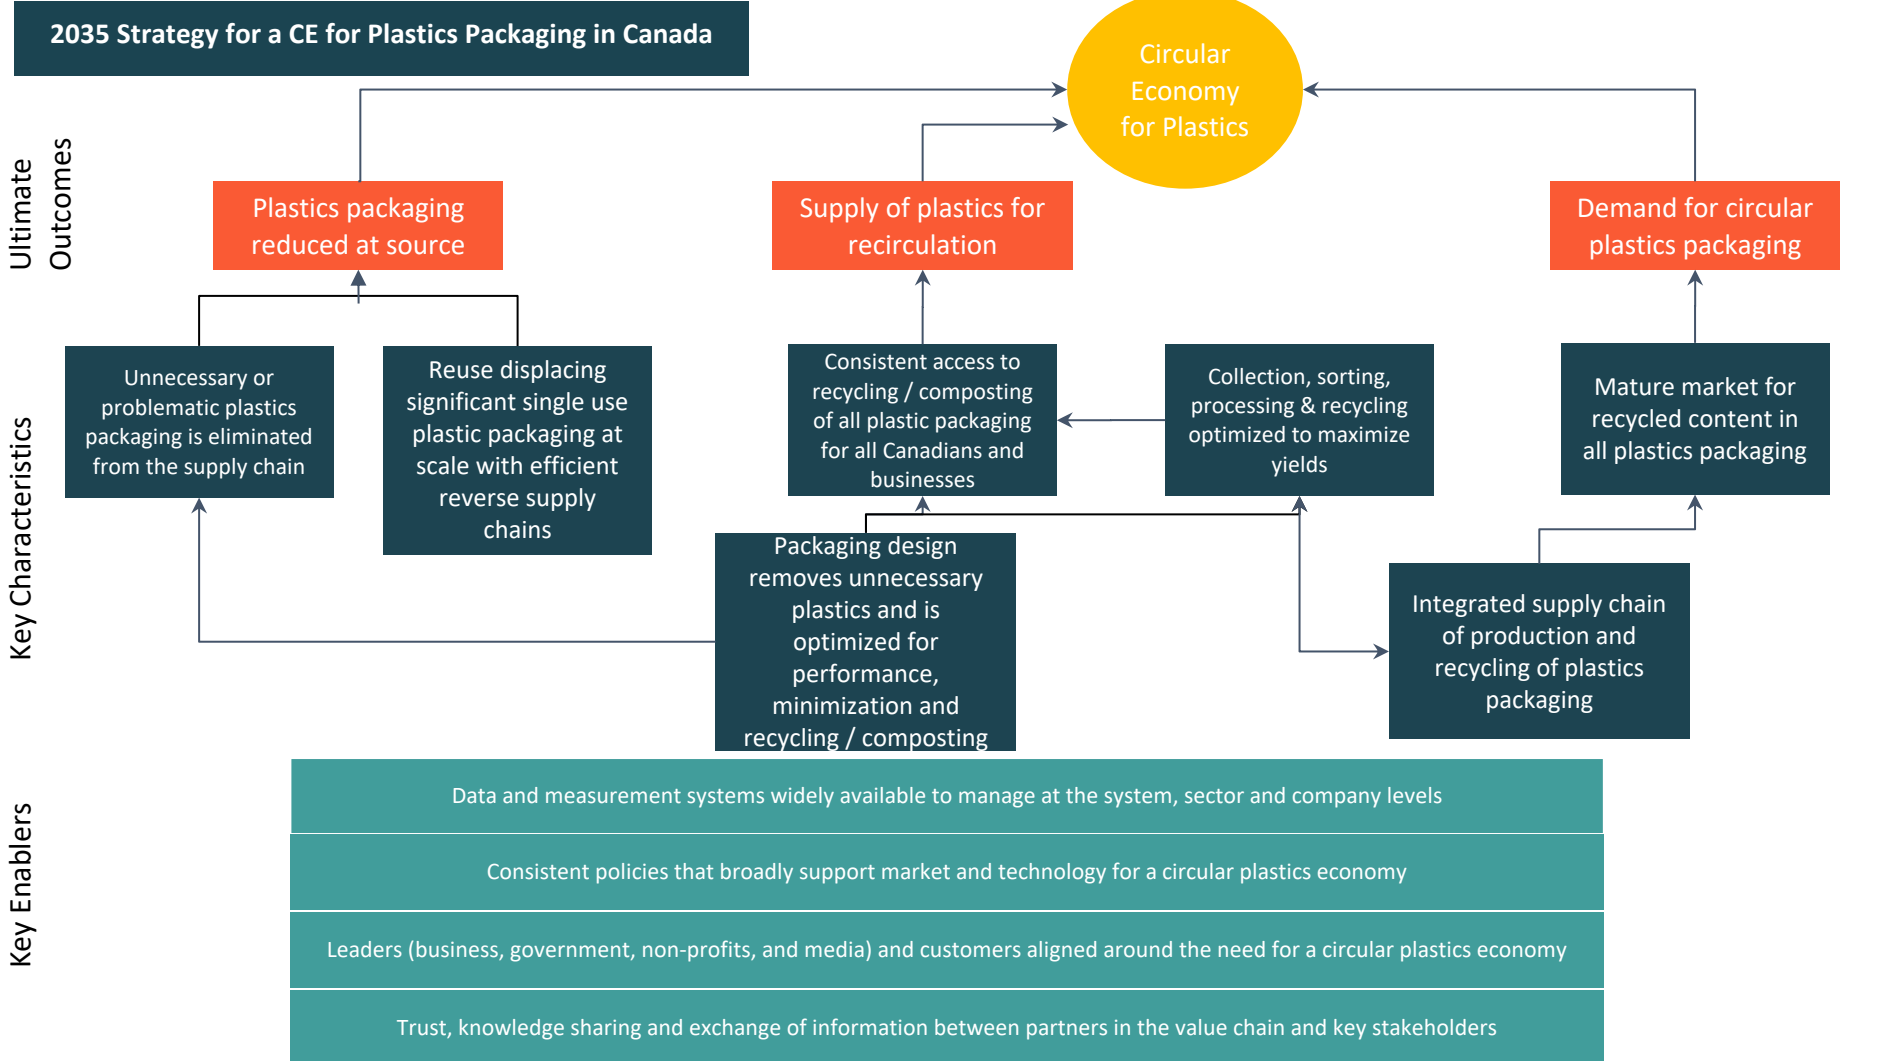 2035 Strategy for a CE for Plastics Packaging in Canada
Circular
Economy
for Plastics
Ultimate
Outcomes
Plastics packaging
reduced at source
Supply of plastics for
recirculation
Demand for circular
plastics packaging
Key Characteristics
Unnecessary or
problematic plastics
packaging is eliminated
from the supply chain
Reuse displacing
significant single use
plastic packaging at
scale with efficient
reverse supply
chains
Consistent access to
recycling / composting
of all plastic packaging
for all Canadians and
businesses
Collection, sorting,
processing & recycling
optimized to maximize
yields
Mature market for
recycled content in
all plastics packaging
Packaging design
removes unnecessary
plastics and is
optimized for
performance,
minimization and
recycling / composting
Integrated supply chain
of production and
recycling of plastics
packaging
Key Enablers
Data and measurement systems widely available to manage at the system, sector and company levels
Consistent policies that broadly support market and technology for a circular plastics economy
Leaders (business, government, non-profits, and media) and customers aligned around the need for a circular plastics economy
Trust, knowledge sharing and exchange of information between partners in the value chain and key stakeholders